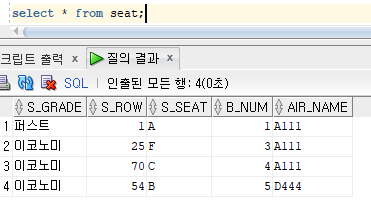 select * from seat;
크립트 출력 x 질의 결과 x
SQL | 인출된 모든 행: 4(0초)
S_GRADE S_ROW S_SEAT B_NUM AIR_NAME
1 퍼스트 1 A 1 A111
2 이코노미 25 F 3 A111
3 이코노미 70 C 4 A111
4 이코노미 54 B 5 D444